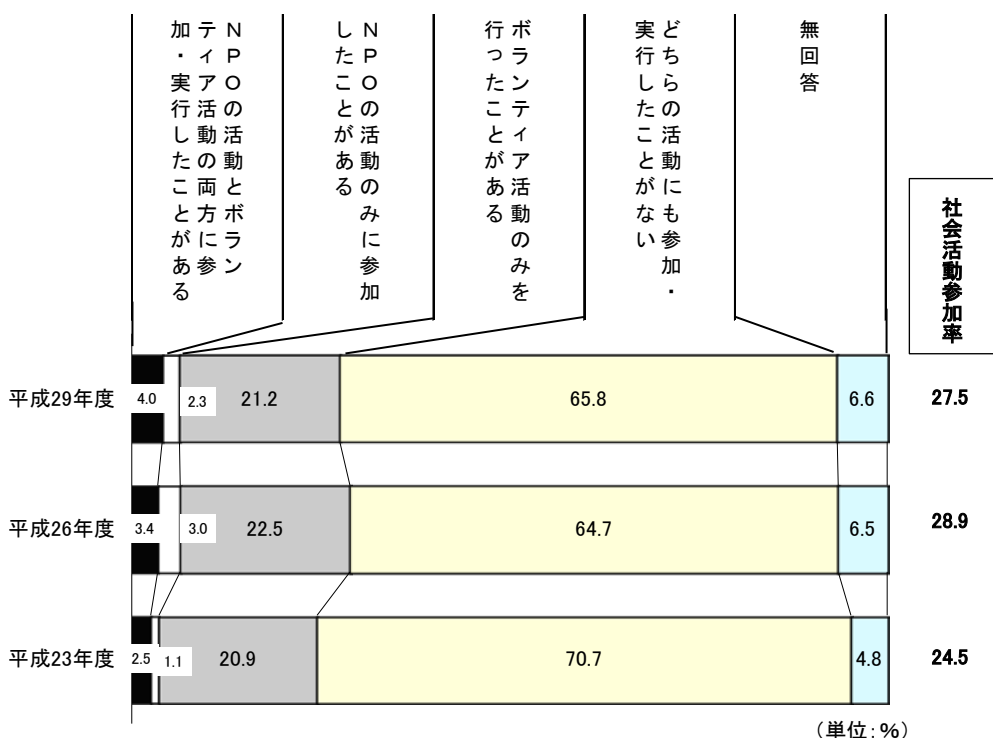 ＮＰＯの活動とボラン
ティア活動の両方に参
加・実行したことがある
ＮＰＯの活動のみに参加
したことがある
ボランティア活動のみを
行ったことがある
どちらの活動にも参加・
実行したことがない
無回答
社会活動参加率
平成29年度 4.0 2.3 21.2 65.8 6.6 27.5
平成26年度 3.4 3.0 22.5 64.7 6.5 28.9
平成23年度 2.5 1.1 20.9 70.7 4.8 24.5
（単位：％）